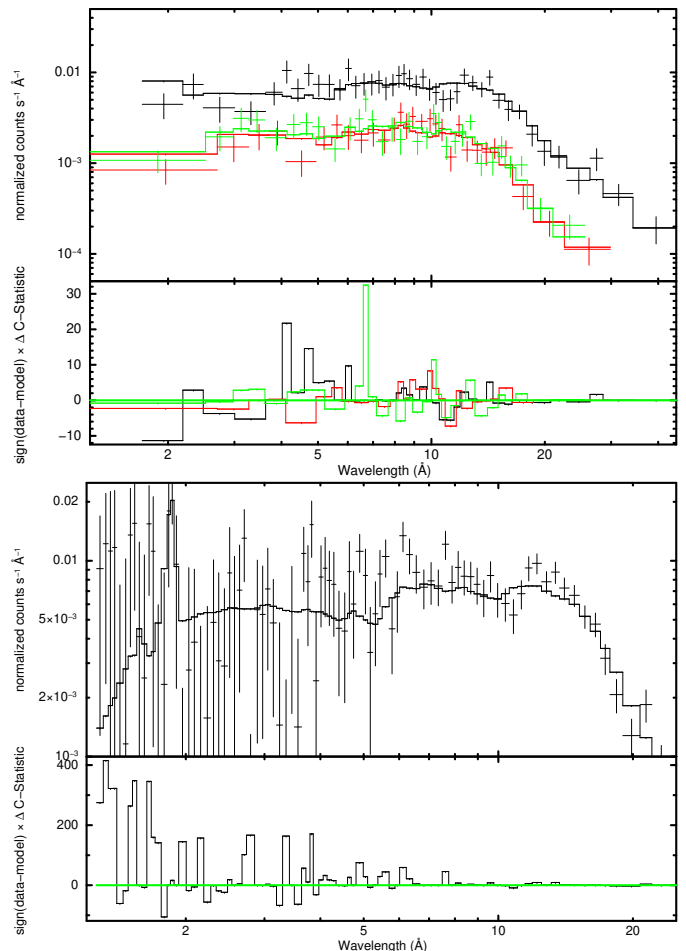 0.01
10⁻³
10⁻⁴
normalized counts s⁻¹ Å⁻¹
30
20
10
0
−10
sign(data−model) × Δ C−Statistic
2 5 10 20
Wavelength (Å)
0.02
0.01
5×10⁻³
2×10⁻³
10⁻³
normalized counts s⁻¹ Å⁻¹
400
200
0
sign(data−model) × Δ C−Statistic
2 5 10 20
Wavelength (Å)